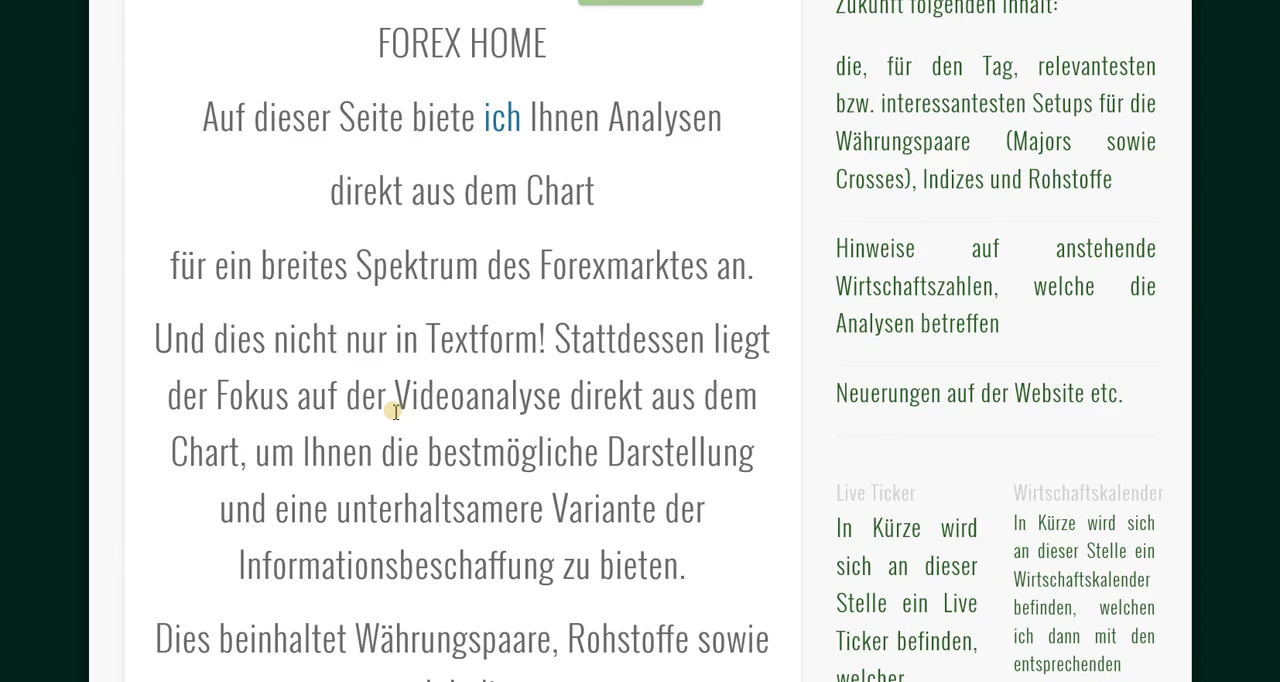 FOREX HOME
Auf dieser Seite biete ich Ihnen Analysen
direkt aus dem Chart
für ein breites Spektrum des Forexmarktes an.
Und dies nicht nur in Textform! Stattdessen liegt
der Fokus auf der Videoanalyse direkt aus dem
Chart, um Ihnen die bestmögliche Darstellung
und eine unterhaltsamere Variante der
Informationsbeschaffung zu bieten.
Dies beinhaltet Währungspaare, Rohstoffe sowie
Zukunft folgenden Inhalt:
die, für den Tag, relevantesten
bzw. interessantesten Setups für die
Währungspaare (Majors sowie
Crosses), Indizes und Rohstoffe
Hinweise auf anstehende
Wirtschaftszahlen, welche die
Analysen betreffen
Neuerungen auf der Website etc.
Live Ticker
In Kürze wird
sich an dieser
Stelle ein Live
Ticker befinden,
welcher
Wirtschaftskalender
In Kürze wird sich
an dieser Stelle ein
Wirtschaftskalender
befinden, welchen
ich dann mit den
entsprechenden